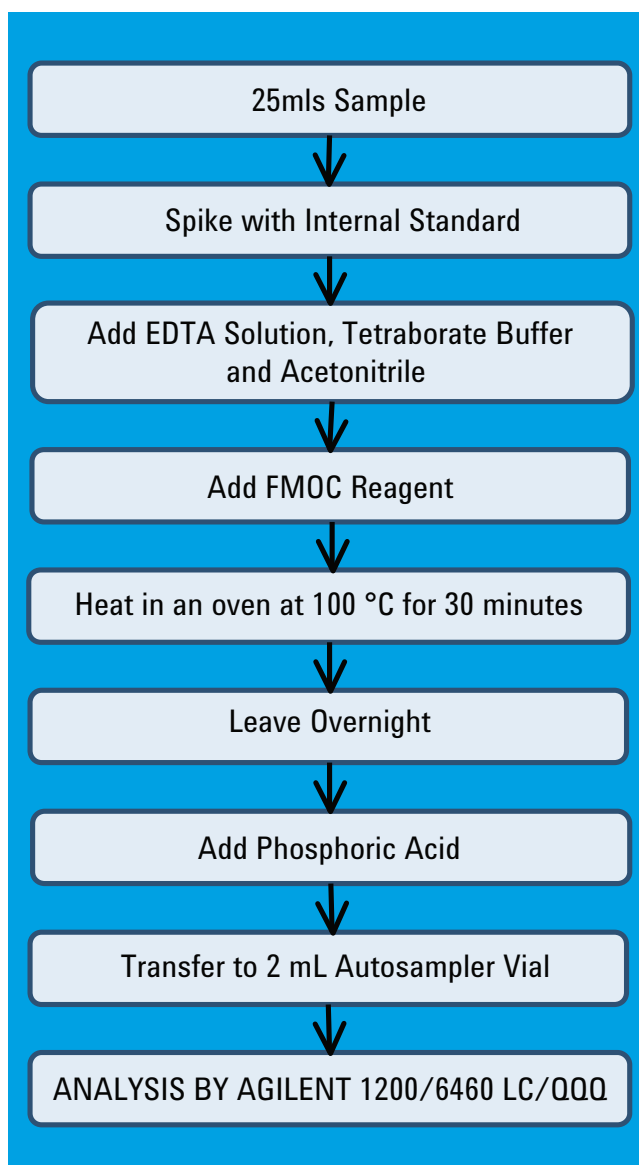 25mls Sample
Spike with Internal Standard
Add EDTA Solution, Tetraborate Buffer
and Acetonitrile
Add FMOC Reagent
Heat in an oven at 100 °C for 30 minutes
Leave Overnight
Add Phosphoric Acid
Transfer to 2 mL Autosampler Vial
ANALYSIS BY AGILENT 1200/6460 LC/QQQ